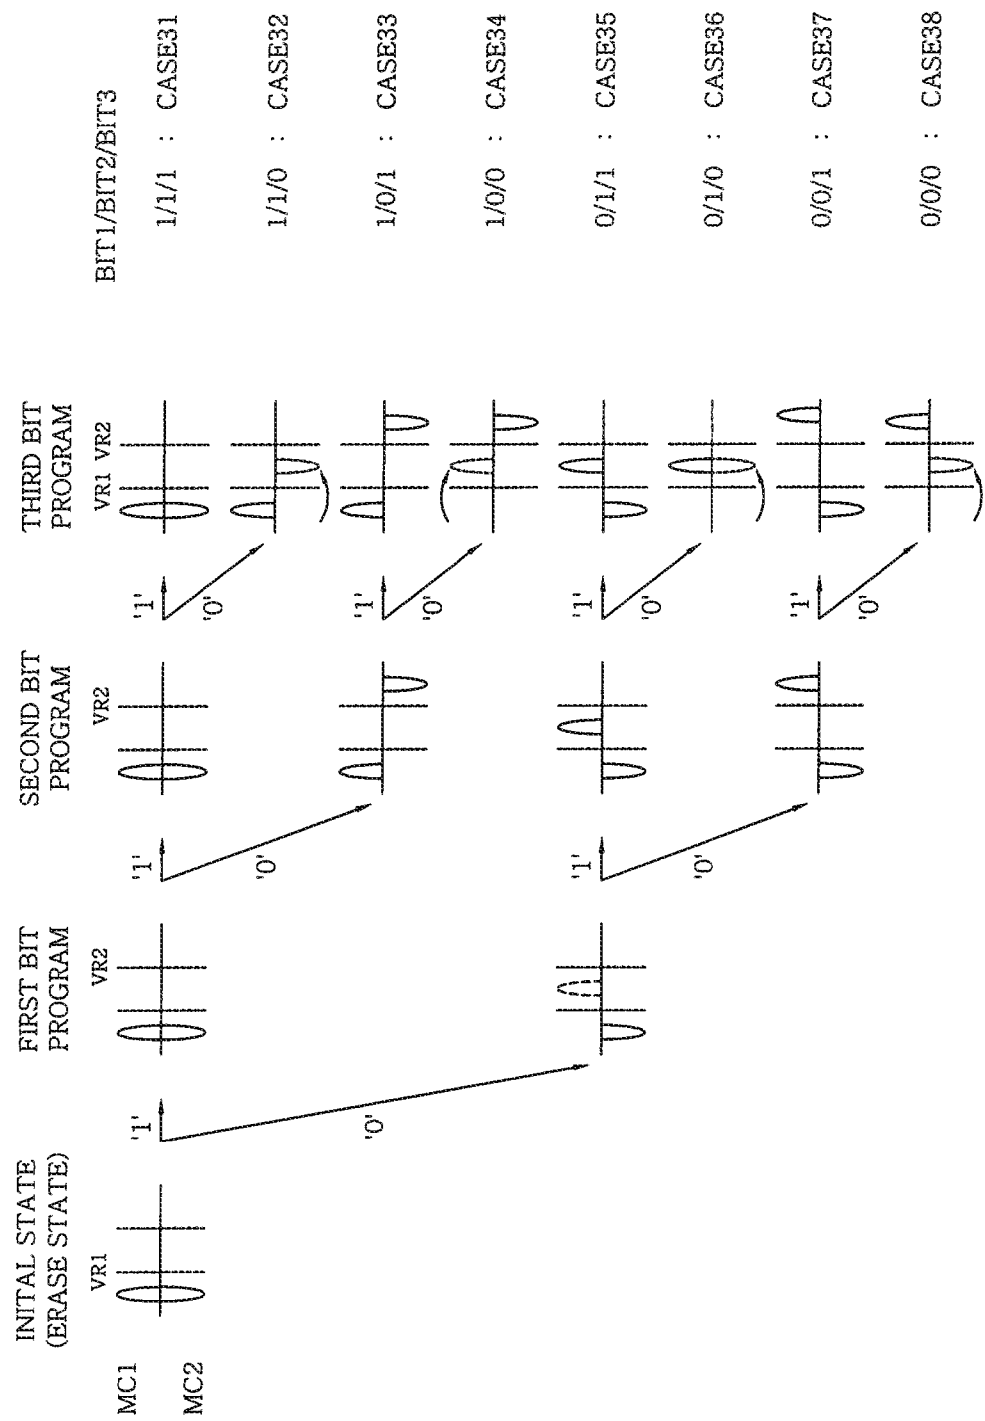 INITAL STATE
(ERASE STATE)
FIRST BIT
PROGRAM
SECOND BIT
PROGRAM
THIRD BIT
PROGRAM
BIT1/BIT2/BIT3
VR1
VR2
VR2
VR1 VR2
MC1
MC2
'1'
'0'
'1'
'0'
'1'
'0'
'1'
'0'
'1'
'0'
'1'
'0'
'1'
'0'
1/1/1 : CASE31
1/1/0 : CASE32
1/0/1 : CASE33
1/0/0 : CASE34
0/1/1 : CASE35
0/1/0 : CASE36
0/0/1 : CASE37
0/0/0 : CASE38